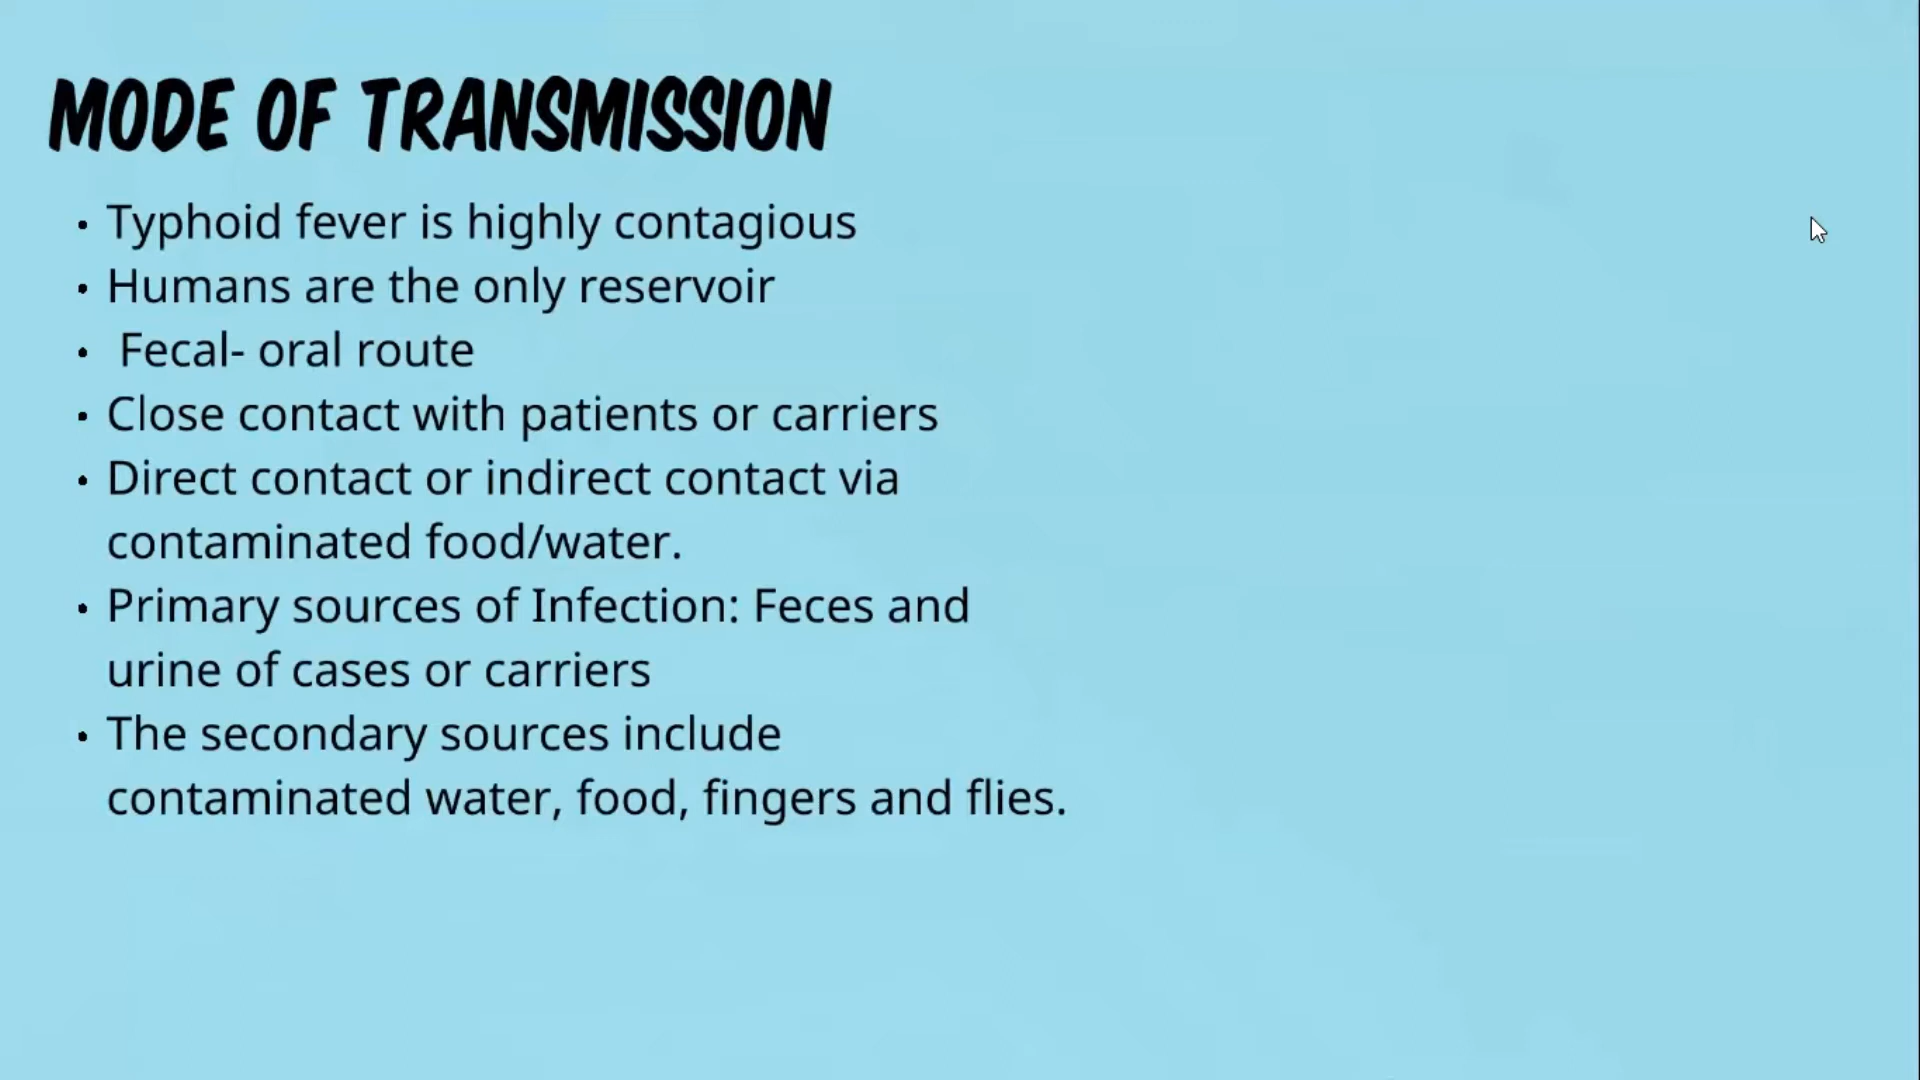 MODE OF TRANSMISSION
• Typhoid fever is highly contagious
• Humans are the only reservoir
• Fecal- oral route
• Close contact with patients or carriers
• Direct contact or indirect contact via
contaminated food/water.
• Primary sources of Infection: Feces and
urine of cases or carriers
• The secondary sources include
contaminated water, food, fingers and flies.